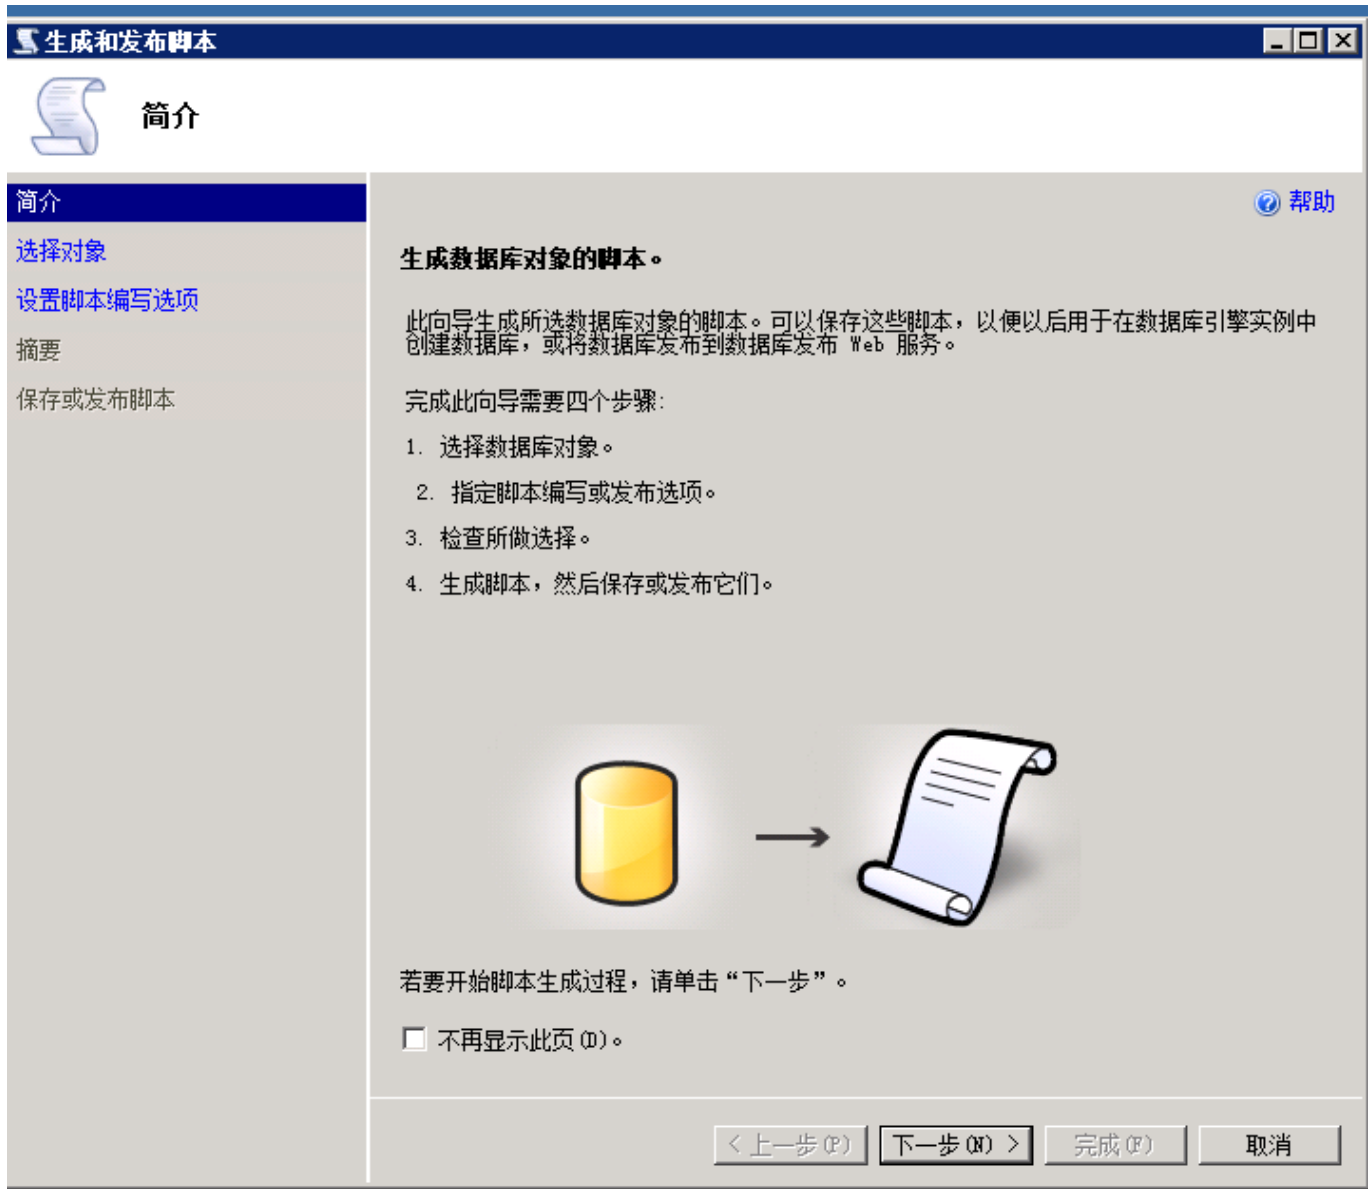 生成和发布脚本
简介
简介
选择对象
设置脚本编写选项
摘要
保存或发布脚本
帮助
生成数据库对象的脚本。
此向导生成所选数据库对象的脚本。可以保存这些脚本，以便以后用于在数据库引擎实例中
创建数据库，或将数据库发布到数据库发布 Web 服务。
完成此向导需要四个步骤:
1. 选择数据库对象。
2. 指定脚本编写或发布选项。
3. 检查所做选择。
4. 生成脚本，然后保存或发布它们。
若要开始脚本生成过程，请单击“下一步”。
不再显示此页(D)。
< 上一步(P)
下一步(N) >
完成(F)
取消